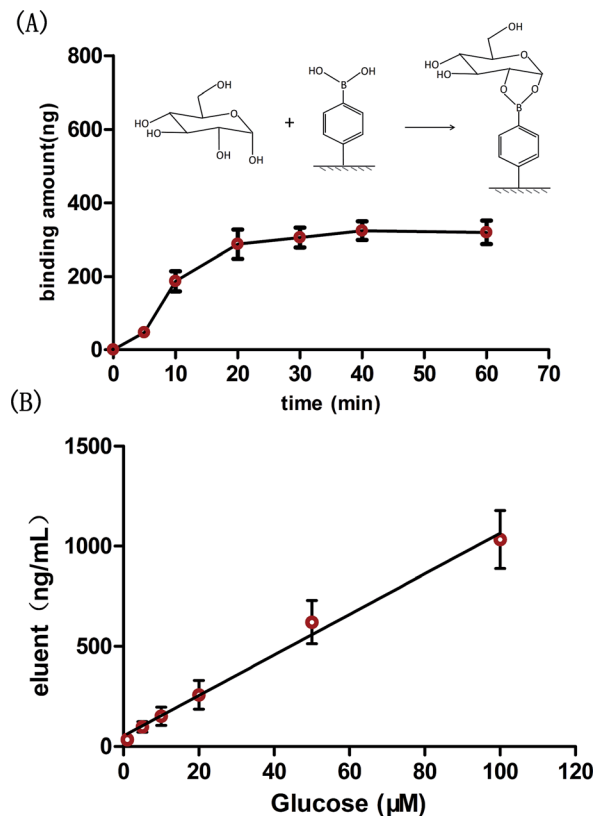 (A)
800
600
400
200
0
binding amount(ng)
0 10 20 30 40 50 60 70
time (min)
OH
HO
O
HO
OH
OH
+
HO OH
B
OH
O
HO
HO
O
O
B
(B)
1500
1000
500
0
eluent（ng/mL）
0 20 40 60 80 100 120
Glucose (μM)